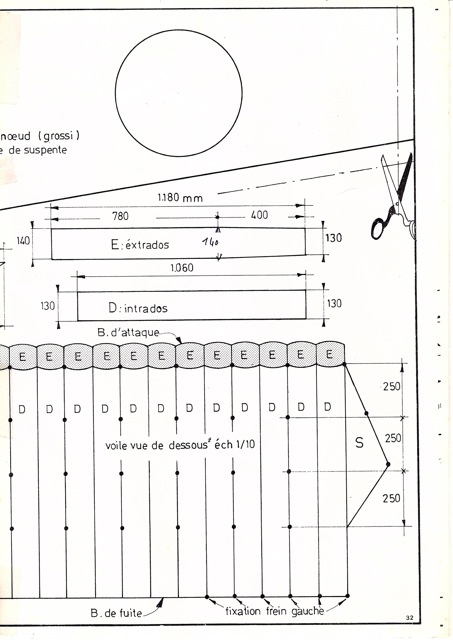 nœud (grossi)
e de suspente
1.180 mm
780
400
140
E: éxtrados
140
130
1.060
130
D: intrados
130
B. d'attaque
E E E E E E E E E E E E
250
D D D D D D D D D D D D
voile vue de dessous éch 1/10
S
250
250
B. de fuite
fixation frein gauche
32